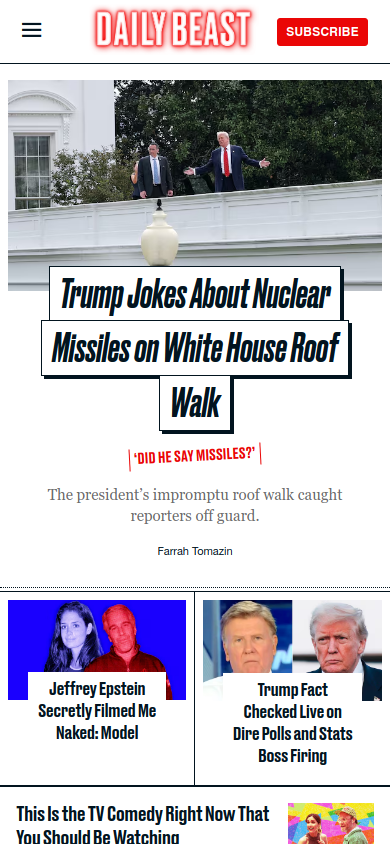 DAILY BEAST
SUBSCRIBE
Trump Jokes About Nuclear
Missiles on White House Roof
Walk
‘DID HE SAY MISSILES?’
The president’s impromptu roof walk caught
reporters off guard.
Farrah Tomazin
Jeffrey Epstein
Secretly Filmed Me
Naked: Model
Trump Fact
Checked Live on
Dire Polls and Stats
Boss Firing
This Is the TV Comedy Right Now That
You Should Be Watching